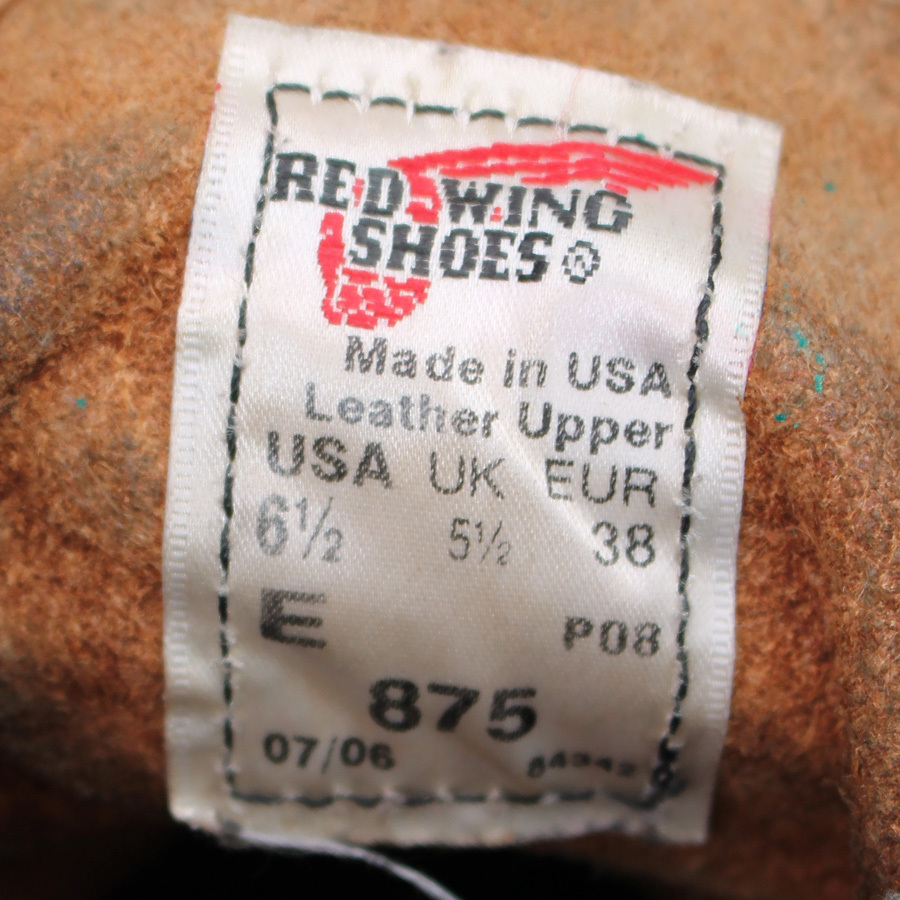 RED WING
SHOES®
Made in USA
Leather Upper
USA UK EUR
6½ 5½ 38
E P08
875
07/06